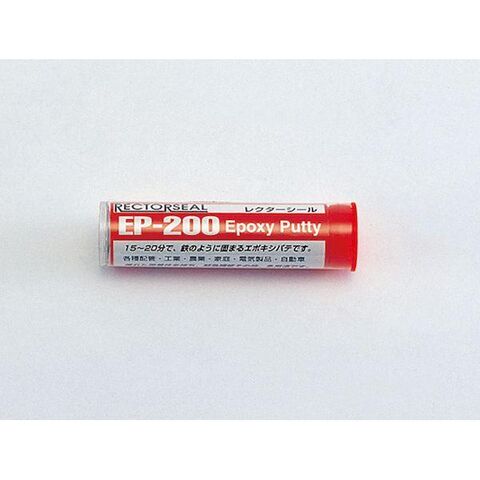 RECTORSEAL レクターシール
EP-200 Epoxy Putty
15〜20分で、鉄のように固まるエポキシパテです。
各種配管・工業・農業・家庭・電気製品・自動車